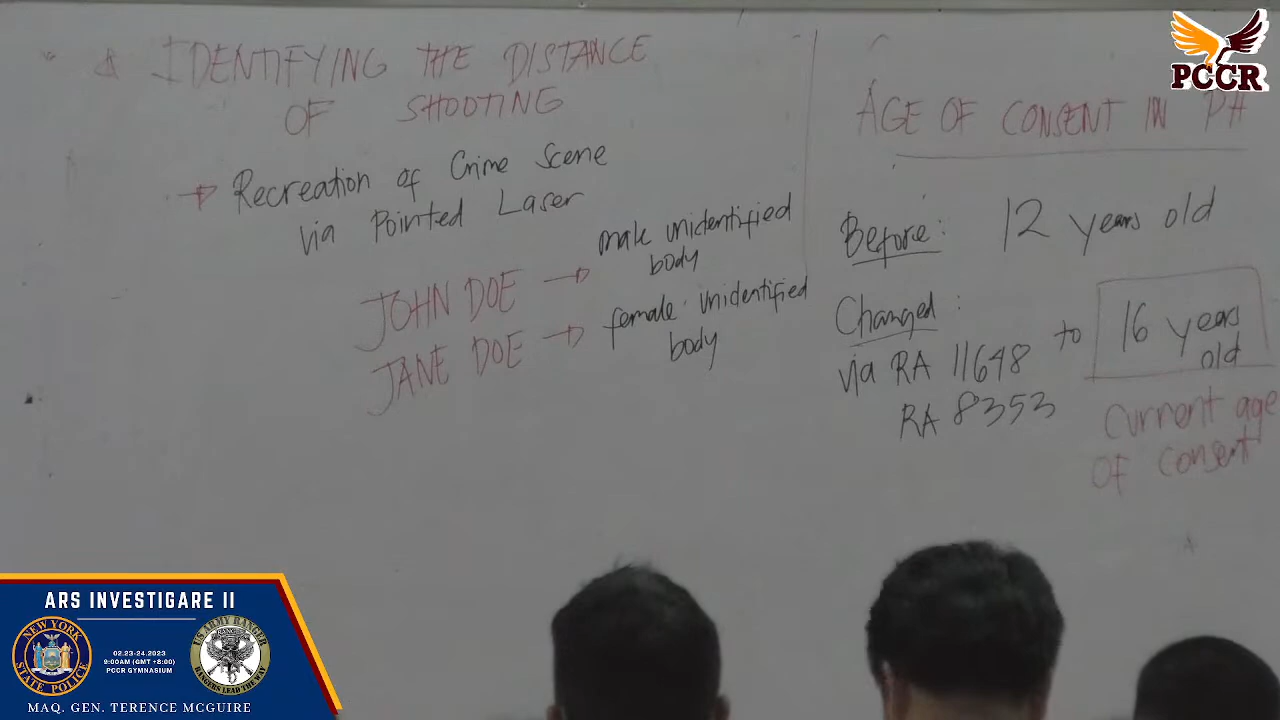 IDENTIFYING THE DISTANCE
OF SHOOTING
Recreation of Crime Scene
via Pointed Laser
JOHN DOE → male unidentified
body
JANE DOE → female unidentified
body
AGE OF CONSENT IN PH
Before: 12 years old
Changed:
via RA 11648 to 16 years
old
RA 8353
Current age
of consent
PCCR
ARS INVESTIGARE II
NEW YORK
STATE POLICE
02.23-24.2023
9:00AM (GMT +8:00)
PCCR GYMNASIUM
US ARMY RANGER
RANGERS LEAD THE WAY
MAQ. GEN. TERENCE MCGUIRE